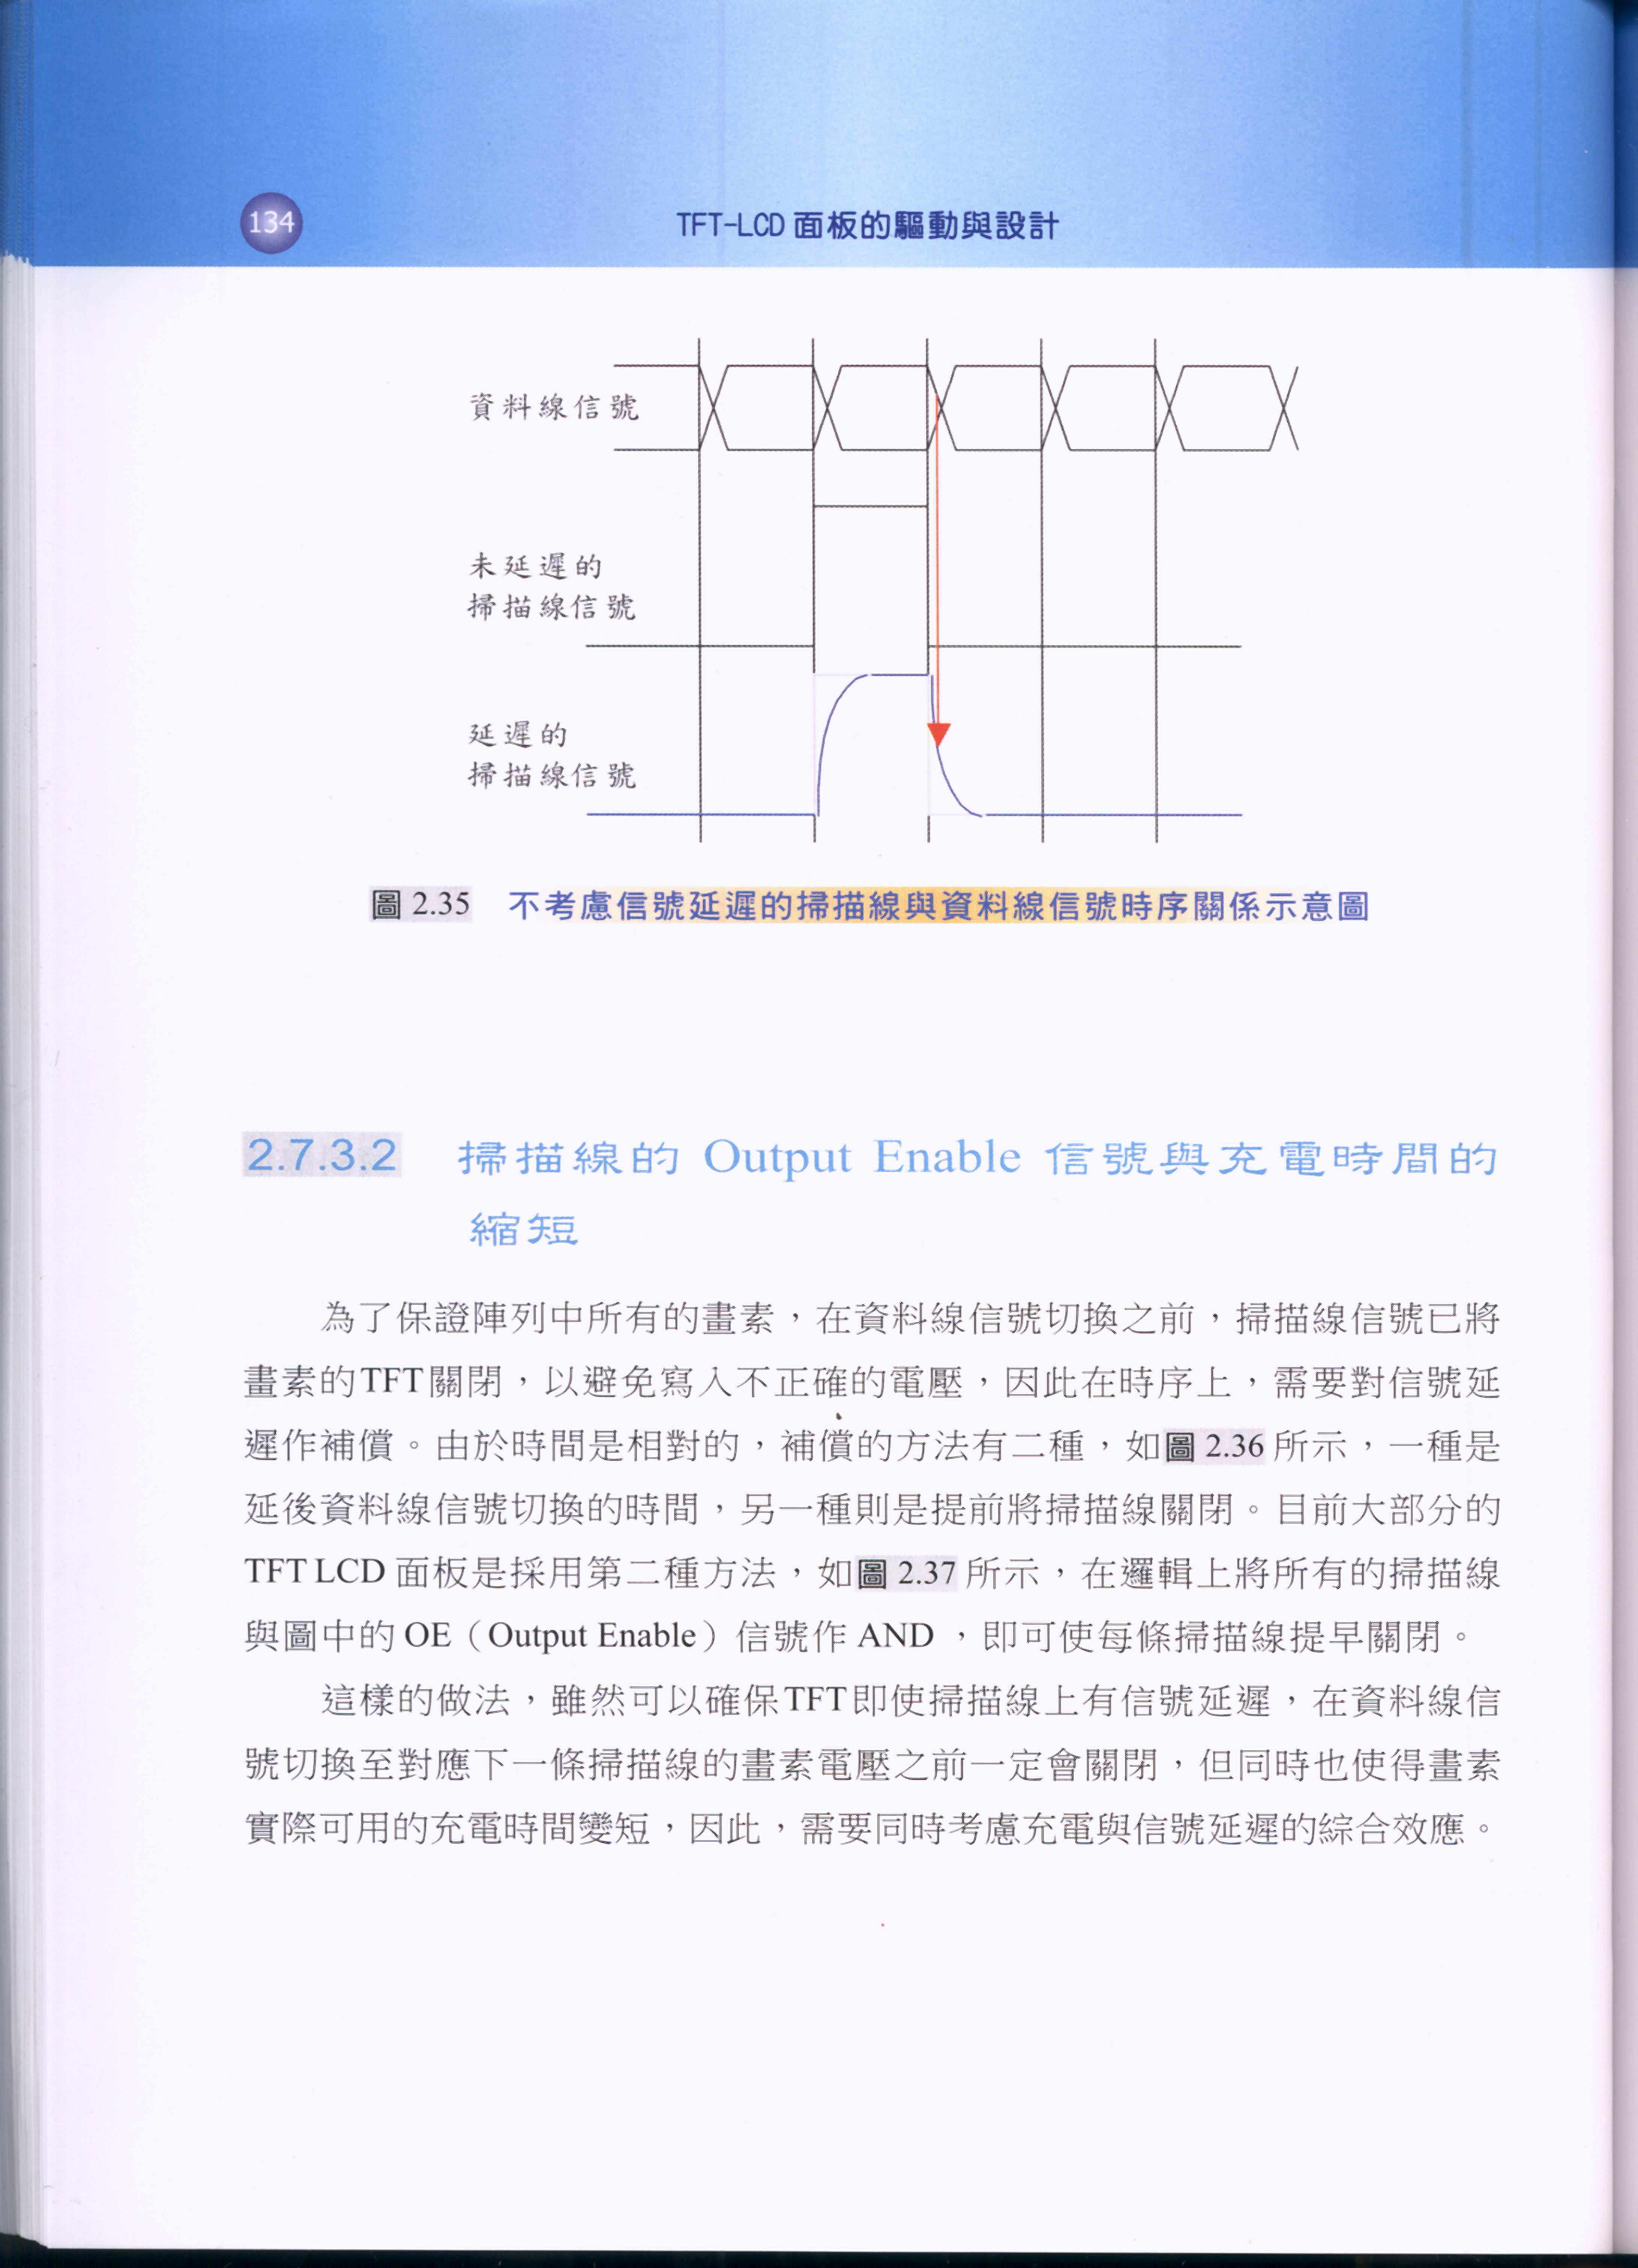 134
TFT-LCD 面板的驅動與設計
資料線信號
未延遲的
掃描線信號
延遲的
掃描線信號
圖 2.35 不考慮信號延遲的掃描線與資料線信號時序關係示意圖
2.7.3.2 掃描線的 Output Enable 信號與充電時間的
縮短
為了保證陣列中所有的畫素，在資料線信號切換之前，掃描線信號已將
畫素的TFT關閉，以避免寫入不正確的電壓，因此在時序上，需要對信號延
遲作補償。由於時間是相對的，補償的方法有二種，如圖 2.36 所示，一種是
延後資料線信號切換的時間，另一種則是提前將掃描線關閉。目前大部分的
TFT LCD 面板是採用第二種方法，如圖 2.37 所示，在邏輯上將所有的掃描線
與圖中的 OE（Output Enable）信號作 AND ，即可使每條掃描線提早關閉。
這樣的做法，雖然可以確保TFT即使掃描線上有信號延遲，在資料線信
號切換至對應下一條掃描線的畫素電壓之前一定會關閉，但同時也使得畫素
實際可用的充電時間變短，因此，需要同時考慮充電與信號延遲的綜合效應。